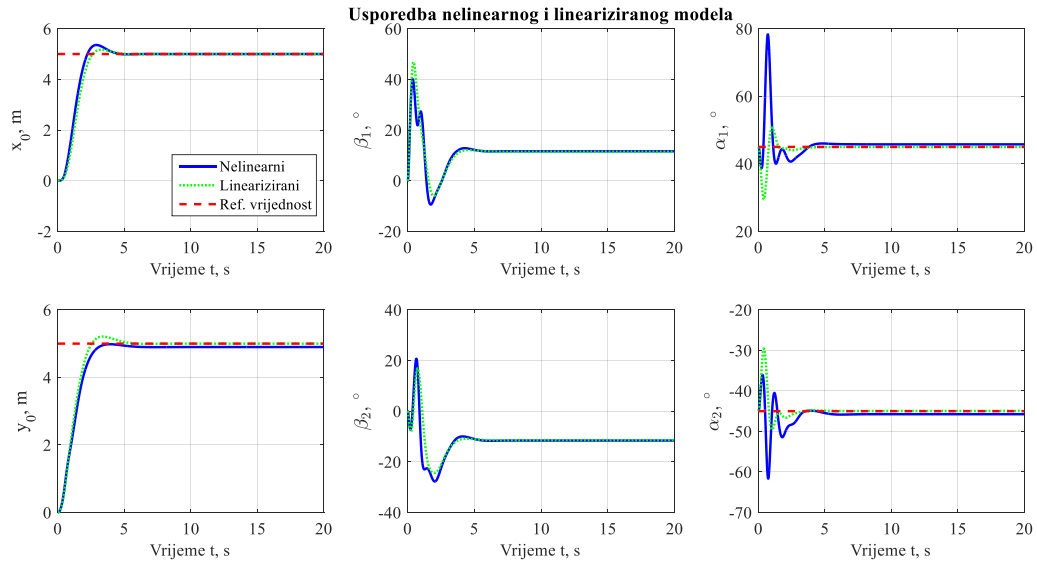 Usporedba nelinearnog i lineariziranog modela
6
4
2
0
-2
x0, m
0 5 10 15 20
Vrijeme t, s
Nelinearni
Linearizirani
Ref. vrijednost
60
40
20
0
-20
β1, °
0 5 10 15 20
Vrijeme t, s
80
60
40
20
α1, °
0 5 10 15 20
Vrijeme t, s
6
4
2
0
y0, m
0 5 10 15 20
Vrijeme t, s
40
20
0
-20
-40
β2, °
0 5 10 15 20
Vrijeme t, s
-20
-30
-40
-50
-60
-70
α2, °
0 5 10 15 20
Vrijeme t, s